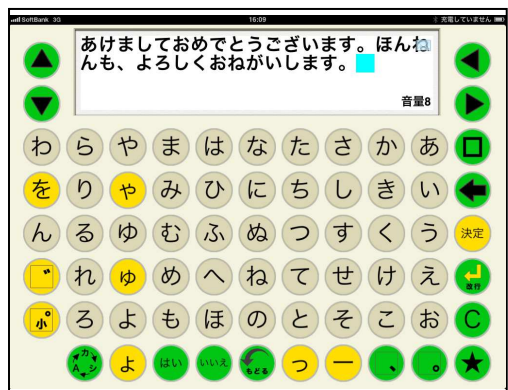 SoftBank 3G 16:09 充電していません
あけましておめでとうございます。ほんね
んも、よろしくおねがいします。
音量8
わ ら や ま は な た さ か あ
を り ゃ み ひ に ち し き い
ん る ゆ む ふ ぬ つ す く う 決定
゛ れ ゅ め へ ね て せ け え 改行
゜小 ろ よ も ほ の と そ こ お C
カナ A シ ょ はい いいえ もどる っ ー 、 。 ★